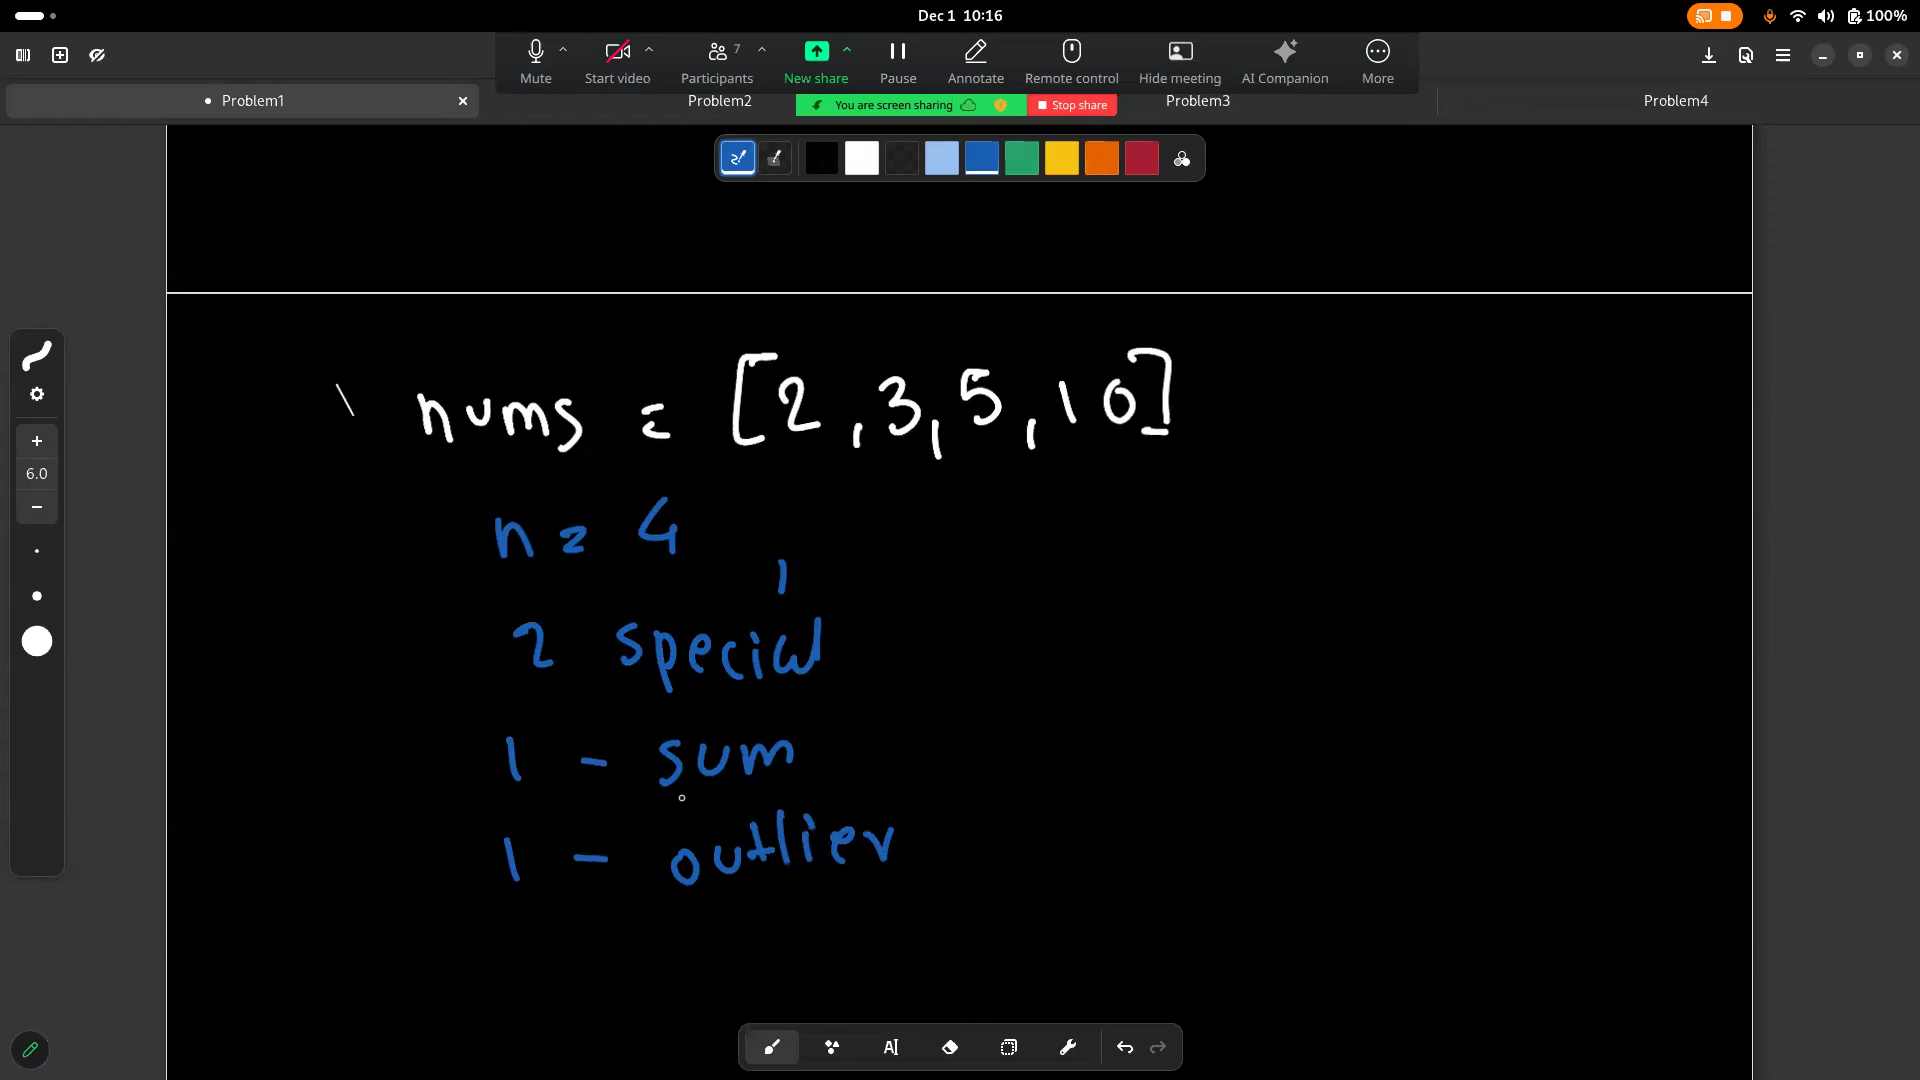 Dec 1 10:16
100%
Mute
Start video
7
Participants
New share
Pause
Annotate
Remote control
Hide meeting
AI Companion
More
Problem1
Problem2
You are screen sharing
Stop share
Problem3
Problem4
nums = [2, 3, 5, 10]
6.0
n = 4
2 special
1 - sum
1 - outlier